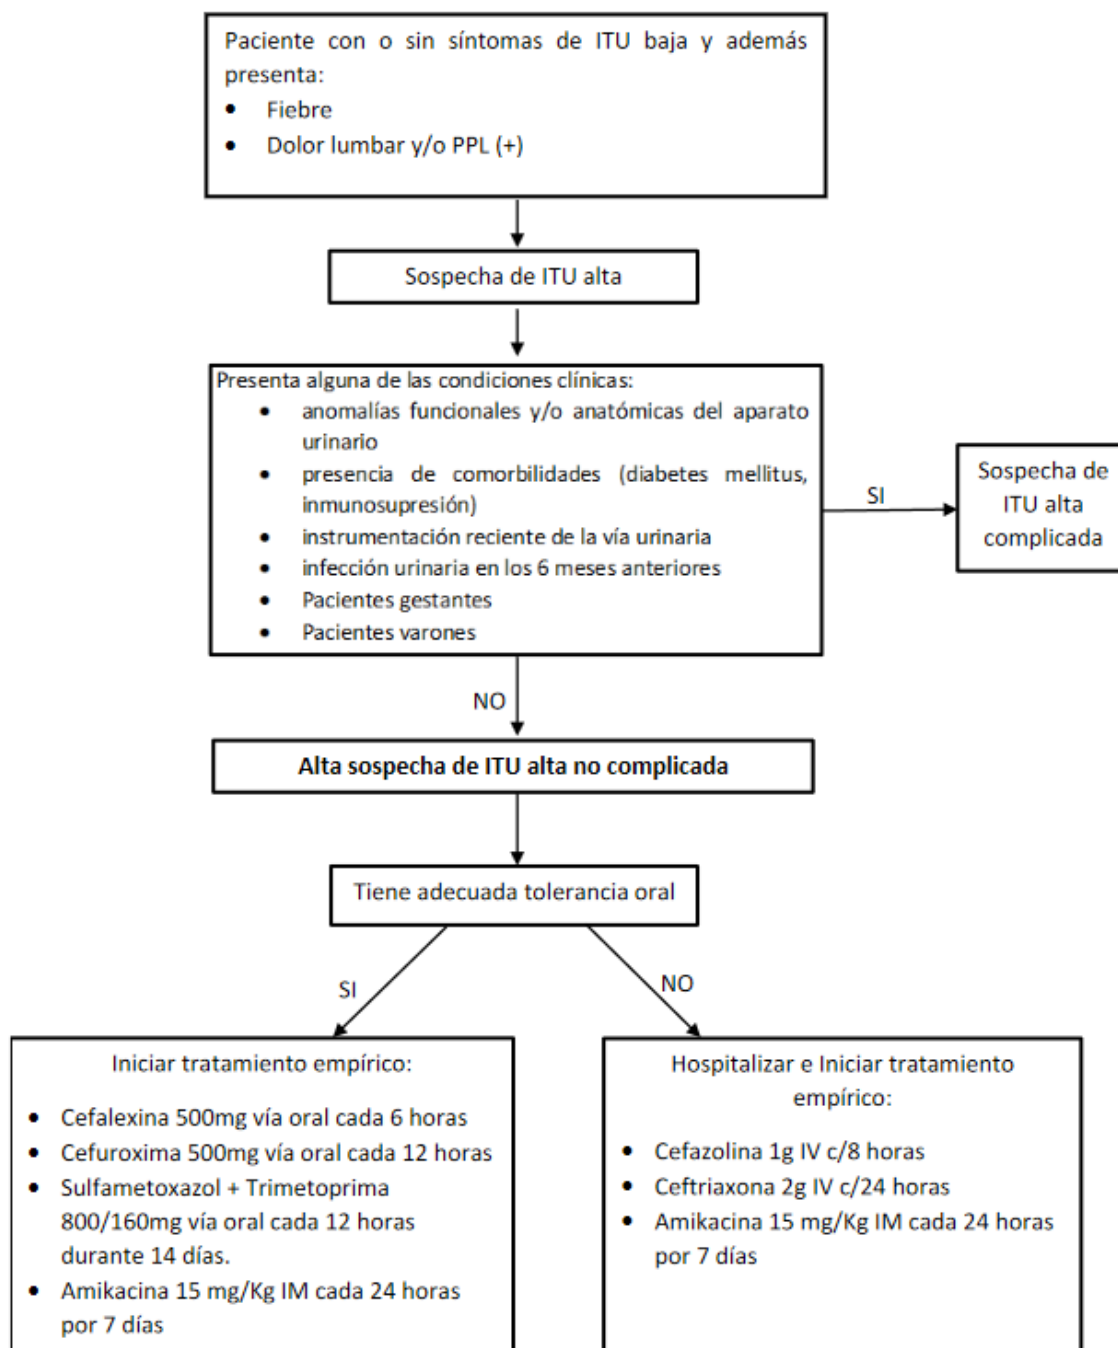 Paciente con o sin síntomas de ITU baja y además
presenta:
• Fiebre
• Dolor lumbar y/o PPL (+)
Sospecha de ITU alta
Presenta alguna de las condiciones clínicas:
• anomalías funcionales y/o anatómicas del aparato
urinario
• presencia de comorbilidades (diabetes mellitus,
inmunosupresión)
• instrumentación reciente de la vía urinaria
• infección urinaria en los 6 meses anteriores
• Pacientes gestantes
• Pacientes varones
SI
Sospecha de
ITU alta
complicada
NO
Alta sospecha de ITU alta no complicada
Tiene adecuada tolerancia oral
SI
NO
Iniciar tratamiento empírico:
• Cefalexina 500mg vía oral cada 6 horas
• Cefuroxima 500mg vía oral cada 12 horas
• Sulfametoxazol + Trimetoprima
800/160mg vía oral cada 12 horas
durante 14 días.
• Amikacina 15 mg/Kg IM cada 24 horas
por 7 días
Hospitalizar e Iniciar tratamiento
empírico:
• Cefazolina 1g IV c/8 horas
• Ceftriaxona 2g IV c/24 horas
• Amikacina 15 mg/Kg IM cada 24 horas
por 7 días